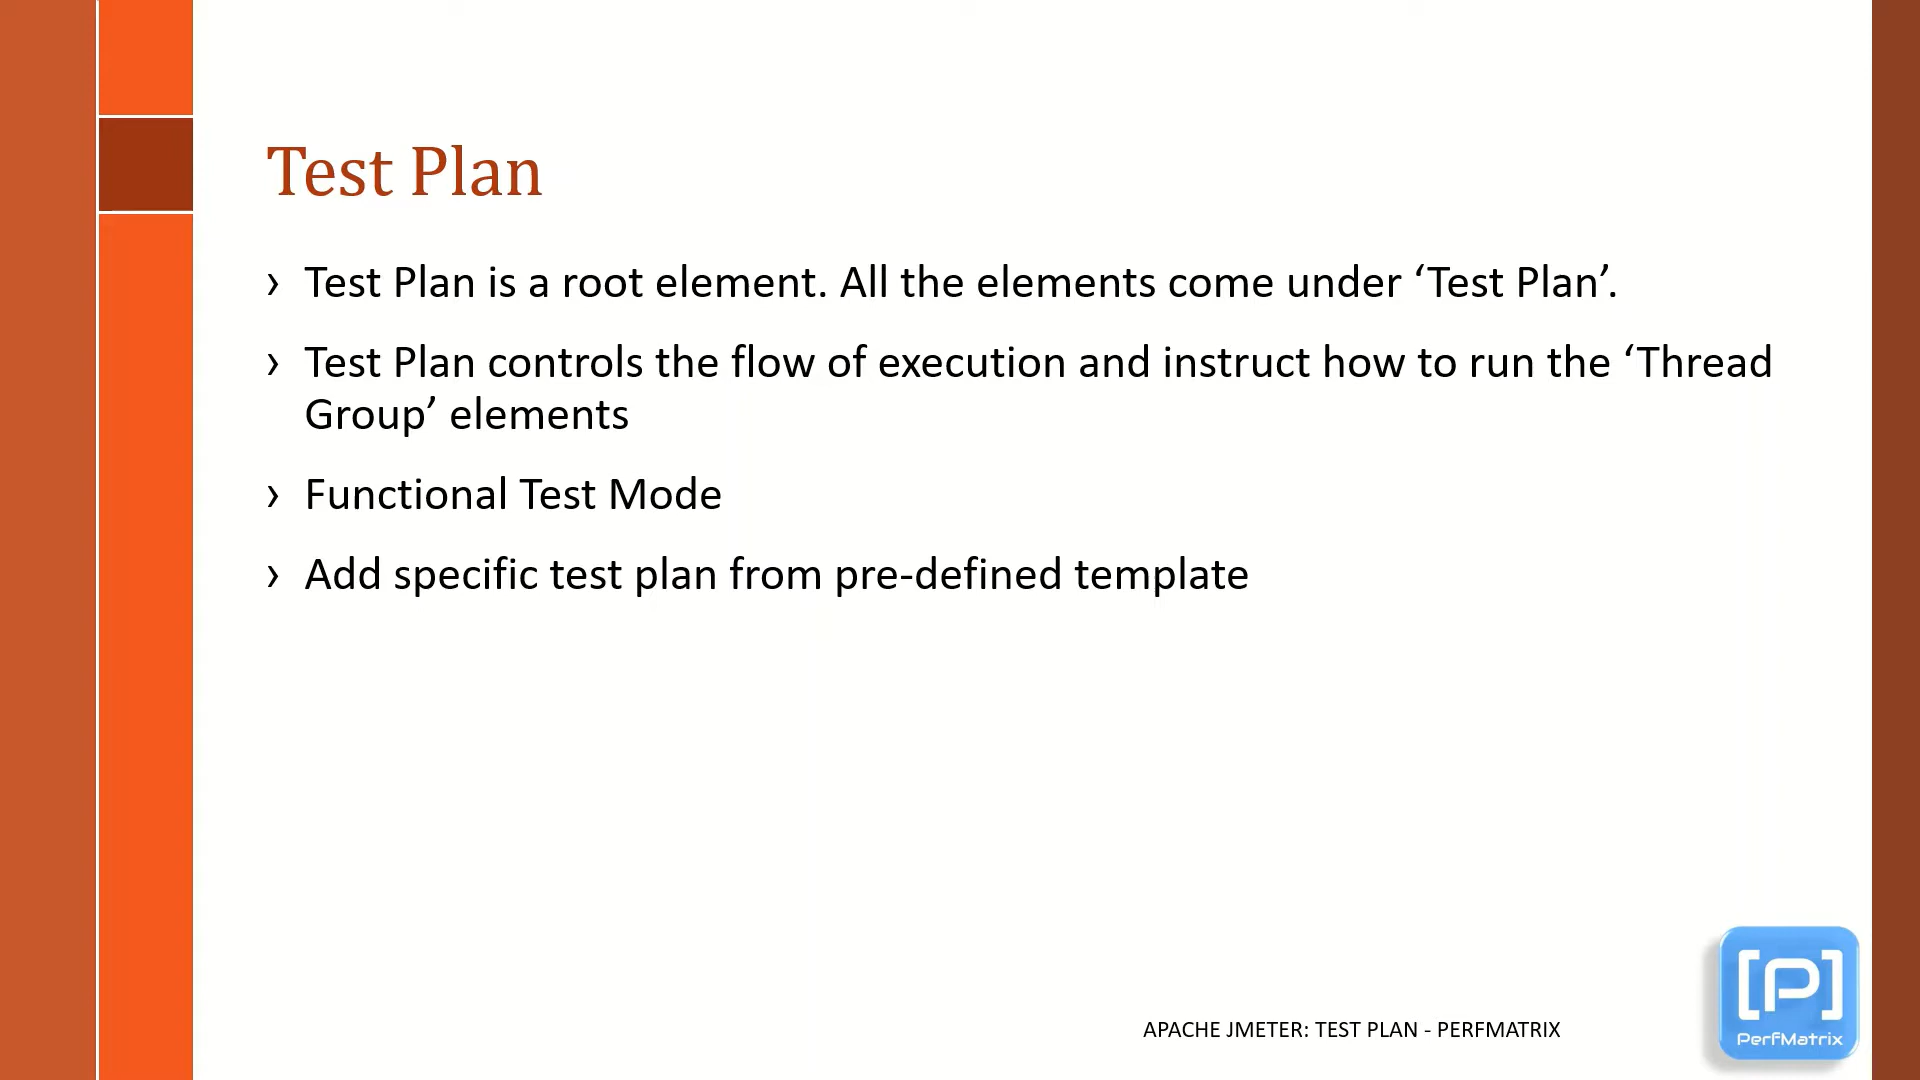 Test Plan
› Test Plan is a root element. All the elements come under ‘Test Plan’.
› Test Plan controls the flow of execution and instruct how to run the ‘Thread
Group’ elements
› Functional Test Mode
› Add specific test plan from pre-defined template
[P]
PerfMatrix
APACHE JMETER: TEST PLAN - PERFMATRIX